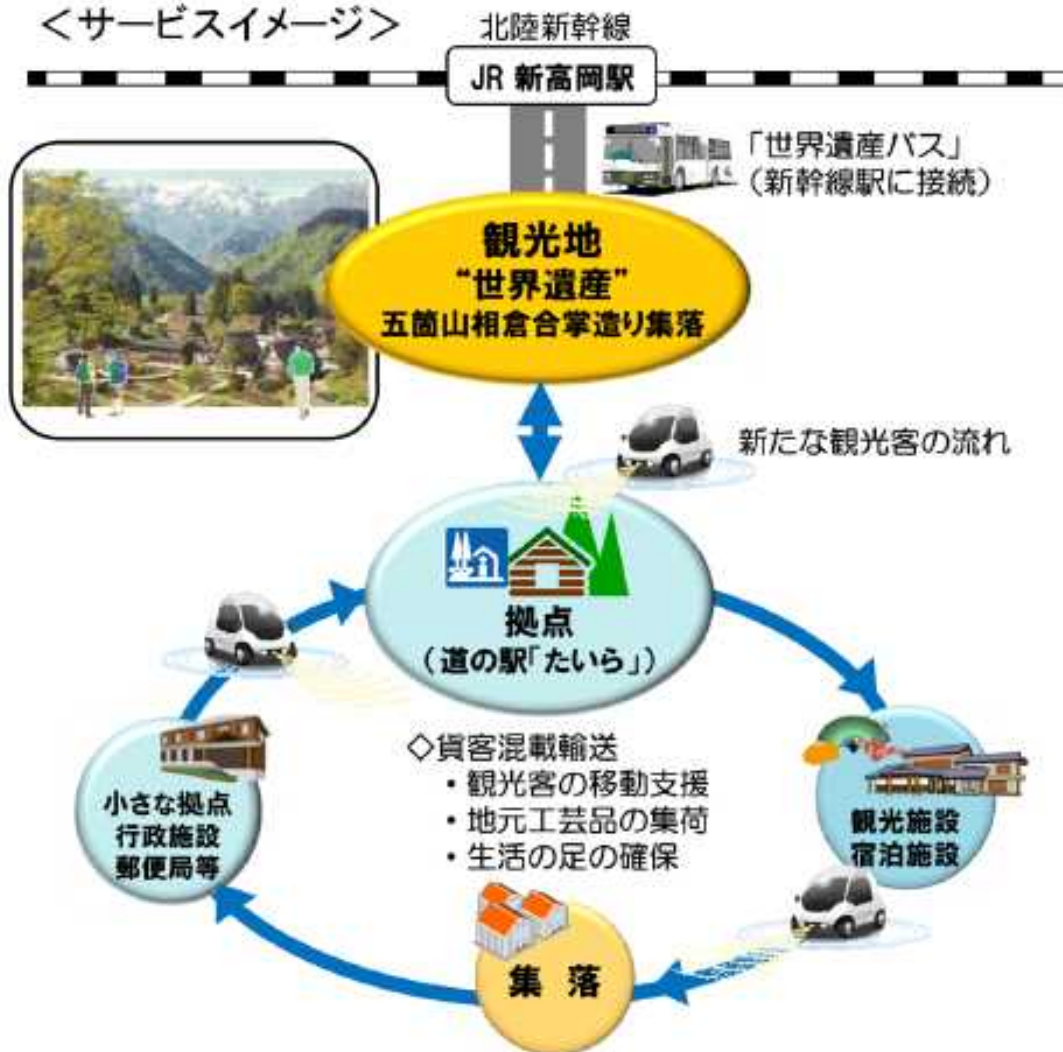 ＜サービスイメージ＞
北陸新幹線
JR 新高岡駅
「世界遺産バス」
（新幹線駅に接続）
観光地
“世界遺産”
五箇山相倉合掌造り集落
新たな観光客の流れ
拠点
（道の駅「たいら」）
◇貨客混載輸送
・観光客の移動支援
・地元工芸品の集荷
・生活の足の確保
小さな拠点
行政施設
郵便局等
観光施設
宿泊施設
集 落